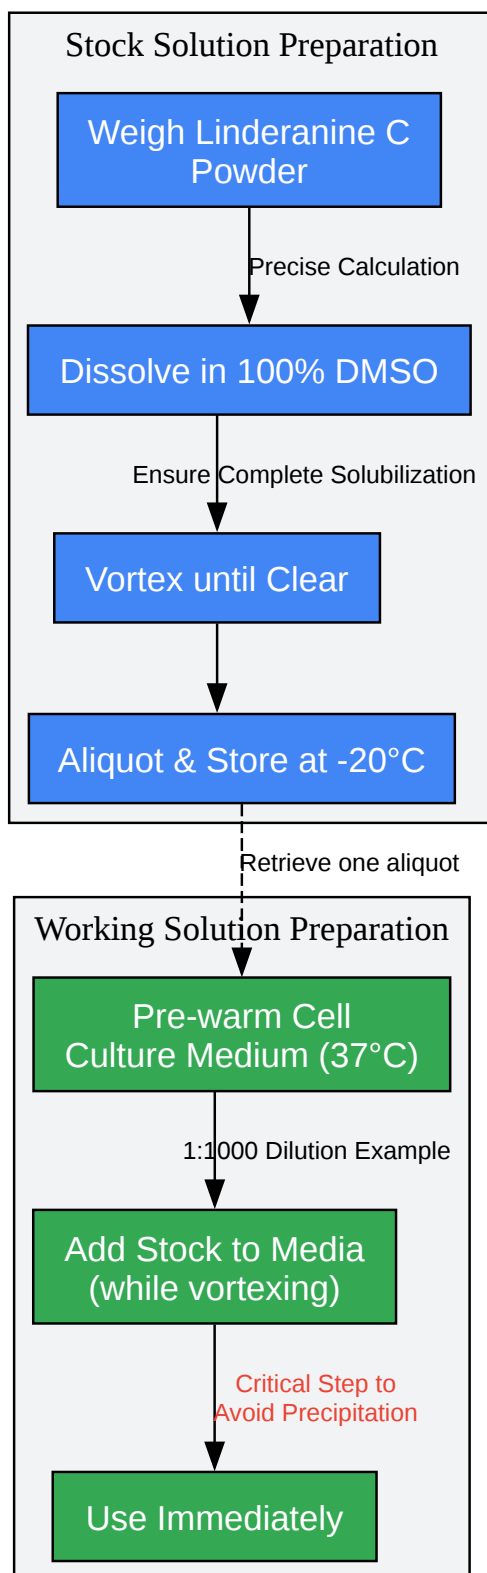 Stock Solution Preparation
Weigh Linderanine C
Powder
Precise Calculation
Dissolve in 100% DMSO
Ensure Complete Solubilization
Vortex until Clear
Aliquot & Store at -20°C
Retrieve one aliquot
Working Solution Preparation
Pre-warm Cell
Culture Medium (37°C)
1:1000 Dilution Example
Add Stock to Media
(while vortexing)
Critical Step to
Avoid Precipitation
Use Immediately